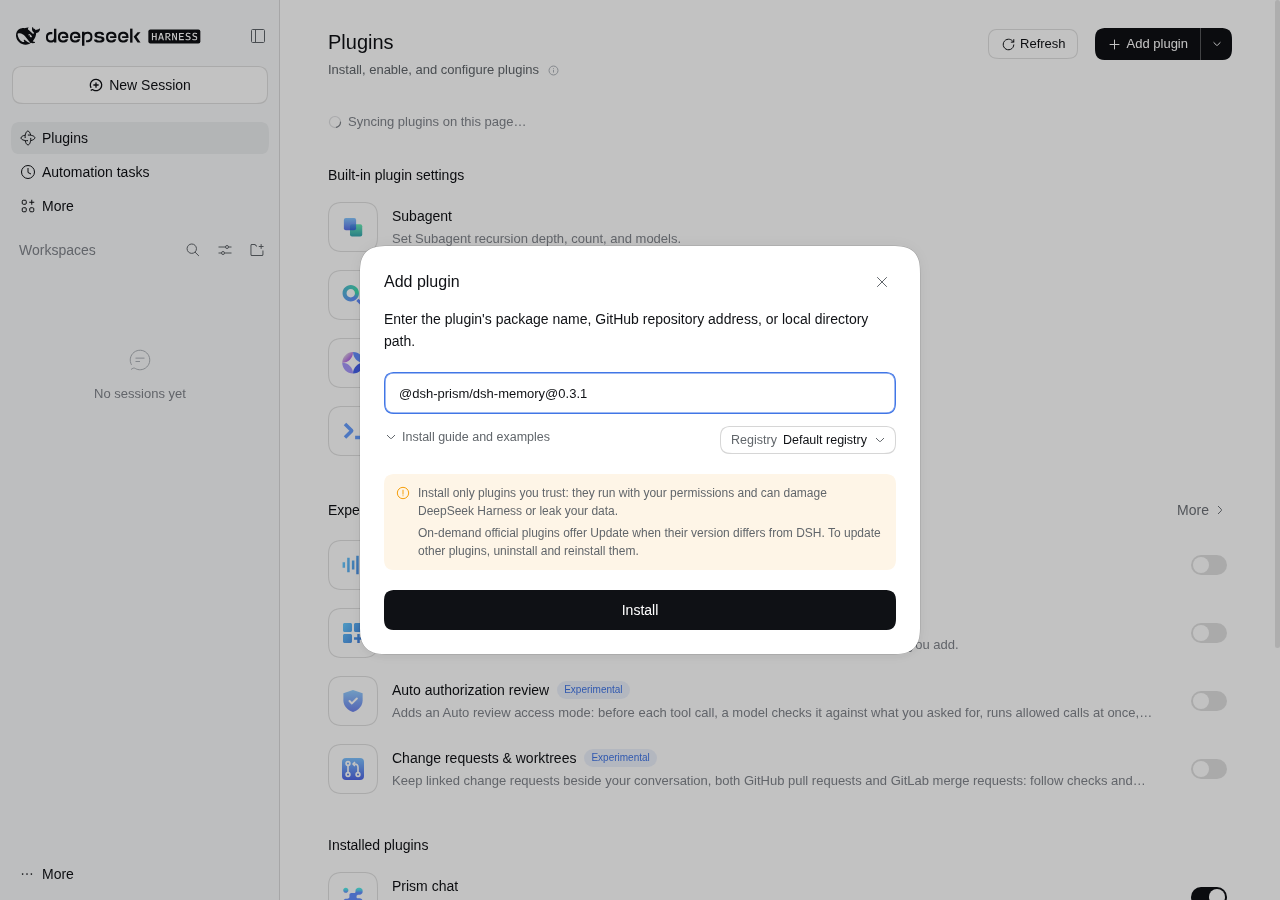 deepseek HARNESS
New Session
Plugins
Automation tasks
More
Workspaces
No sessions yet
More
Plugins
Install, enable, and configure plugins
Refresh
Add plugin
Syncing plugins on this page…
Built-in plugin settings
Subagent
Set Subagent recursion depth, count, and models.
Add plugin
Enter the plugin's package name, GitHub repository address, or local directory
path.
@dsh-prism/dsh-memory@0.3.1
Install guide and examples
Registry Default registry
Install only plugins you trust: they run with your permissions and can damage
DeepSeek Harness or leak your data.
On-demand official plugins offer Update when their version differs from DSH. To update
other plugins, uninstall and reinstall them.
Install
Expe
More
ou add.
Auto authorization review Experimental
Adds an Auto review access mode: before each tool call, a model checks it against what you asked for, runs allowed calls at once,…
Change requests & worktrees Experimental
Keep linked change requests beside your conversation, both GitHub pull requests and GitLab merge requests: follow checks and…
Installed plugins
Prism chat